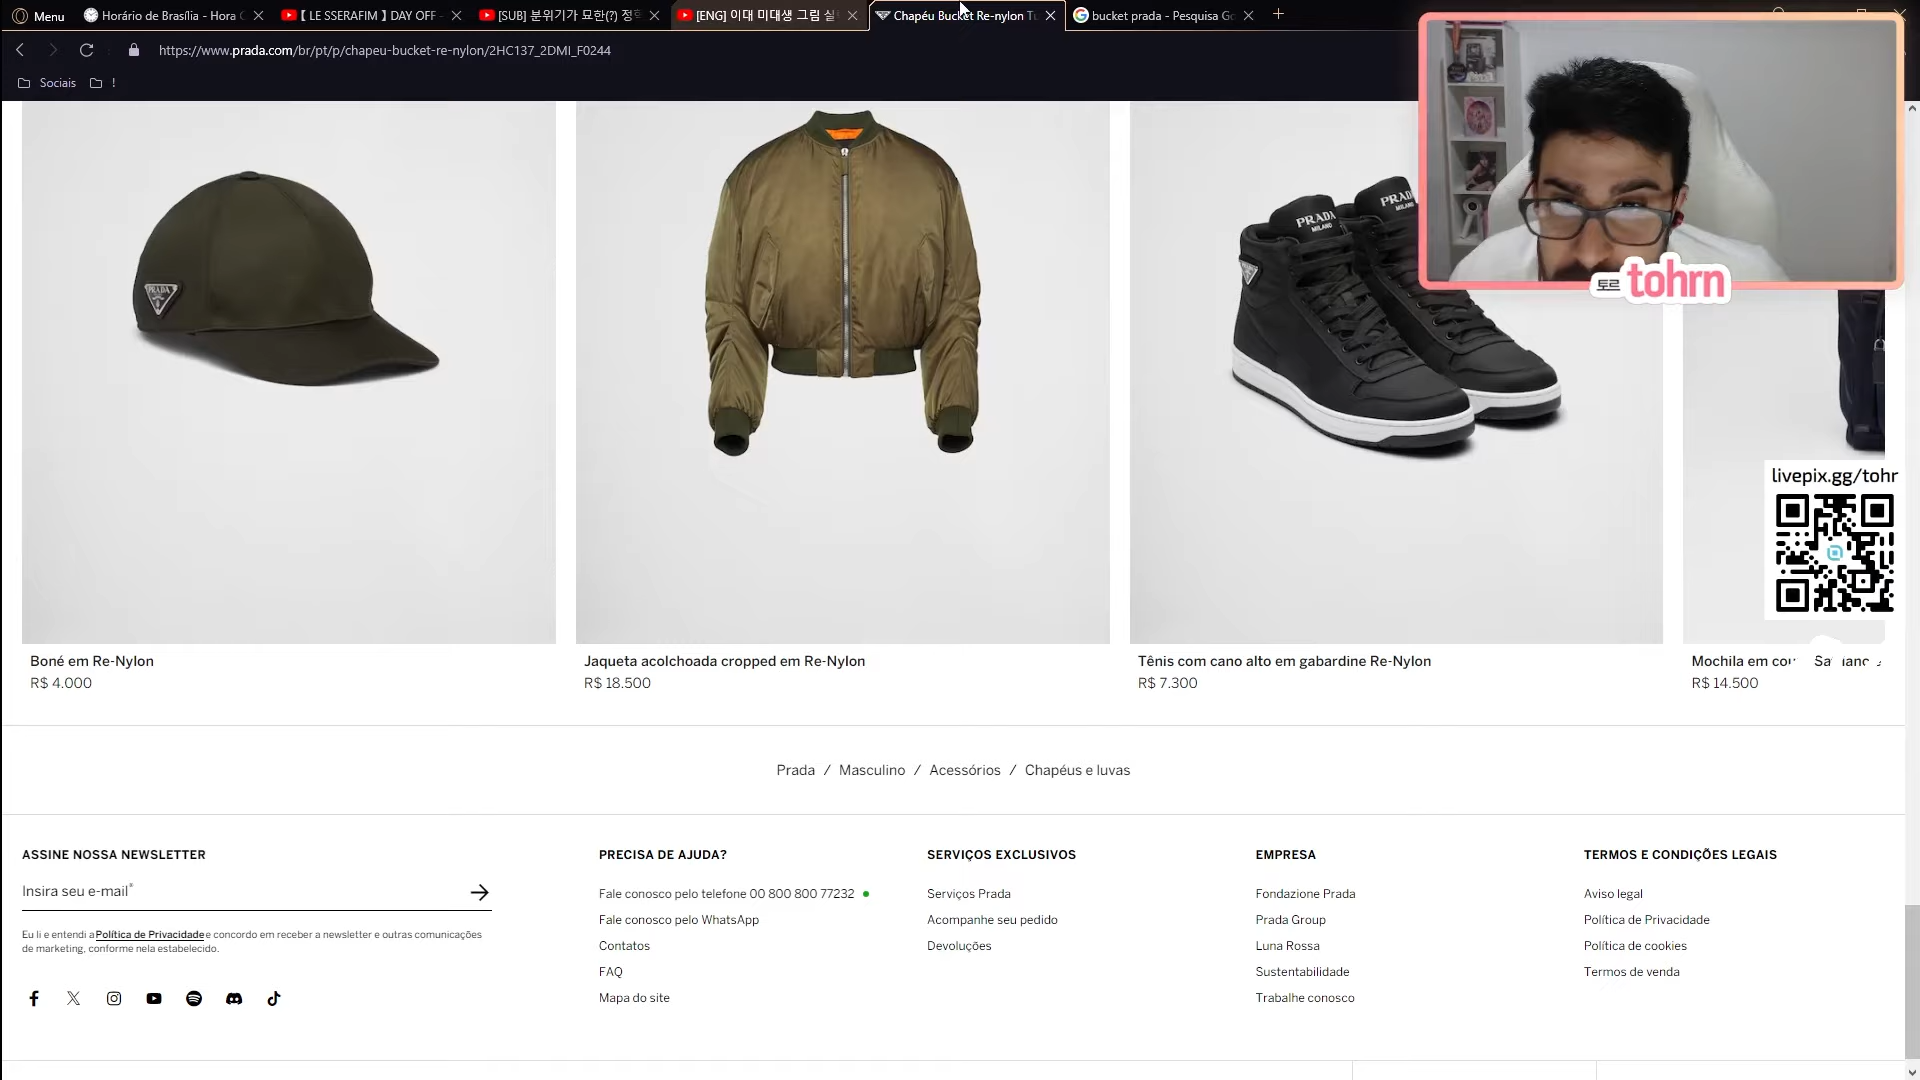 Menu
Horário de Brasília - Hora
【 LE SSERAFIM 】DAY OFF -
[SUB] 분위기가 묘한(?) 정
[ENG] 이대 미대생 그림 실
Chapéu Bucket Re-nylon
bucket prada - Pesquisa Go
https://www.prada.com/br/pt/p/chapeu-bucket-re-nylon/2HC137_2DMI_F0244
Sociais
!
토르 tohrn
PRADA
PRADA
MILANO
PRADA
MILANO
livepix.gg/tohr
Boné em Re-Nylon
R$ 4.000
Jaqueta acolchoada cropped em Re-Nylon
R$ 18.500
Tênis com cano alto em gabardine Re-Nylon
R$ 7.300
Mochila em
R$ 14.500
Prada / Masculino / Acessórios / Chapéus e luvas
ASSINE NOSSA NEWSLETTER
Insira seu e-mail*
Eu li e entendi a Política de Privacidade e concordo em receber a newsletter e outras comunicações
de marketing, conforme nela estabelecido.
PRECISA DE AJUDA?
Fale conosco pelo telefone 00 800 800 77232
Fale conosco pelo WhatsApp
Contatos
FAQ
Mapa do site
SERVIÇOS EXCLUSIVOS
Serviços Prada
Acompanhe seu pedido
Devoluções
EMPRESA
Fondazione Prada
Prada Group
Luna Rossa
Sustentabilidade
Trabalhe conosco
TERMOS E CONDIÇÕES LEGAIS
Aviso legal
Política de Privacidade
Política de cookies
Termos de venda